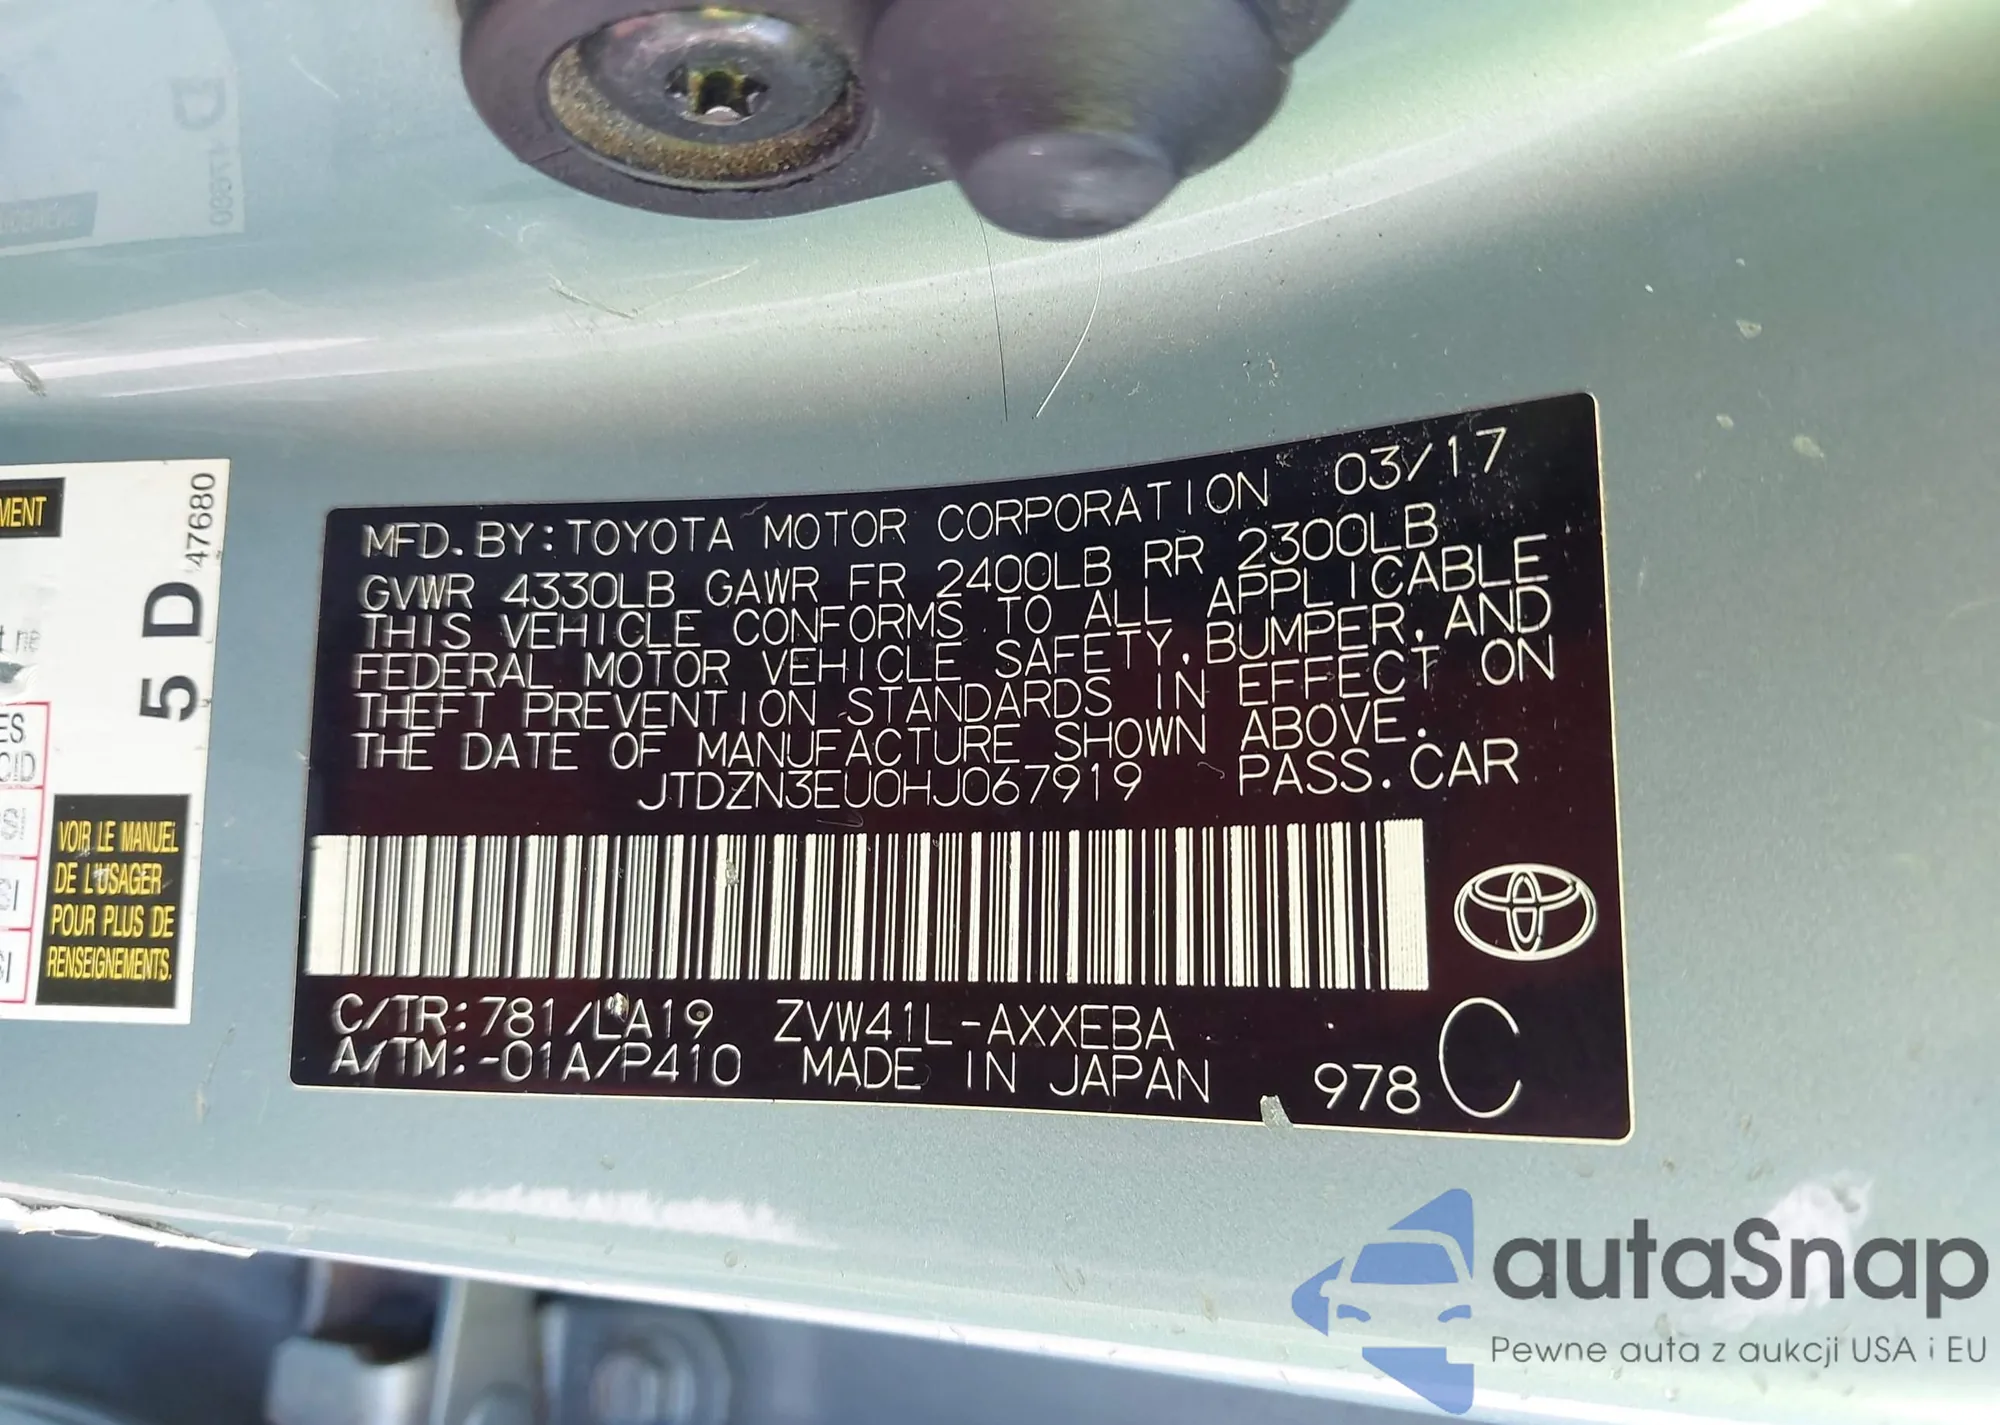 MENT
5 D 47680
ES
VOIR LE MANUEL
DE L'USAGER
POUR PLUS DE
RENSEIGNEMENTS.
MFD. BY: TOYOTA MOTOR CORPORATION 03/17
GVWR 4330LB GAWR FR 2400LB RR 2300LB
THIS VEHICLE CONFORMS TO ALL APPLICABLE
FEDERAL MOTOR VEHICLE SAFETY, BUMPER, AND
THEFT PREVENTION STANDARDS IN EFFECT ON
THE DATE OF MANUFACTURE SHOWN ABOVE.
JTDZN3EU0HJ067919 PASS. CAR
C/TR: 781/LA19 ZVW41L-AXXEBA
A/TM: -01A/P410 MADE IN JAPAN 978 C
autaSnap
Pewne auta z aukcji USA i EU